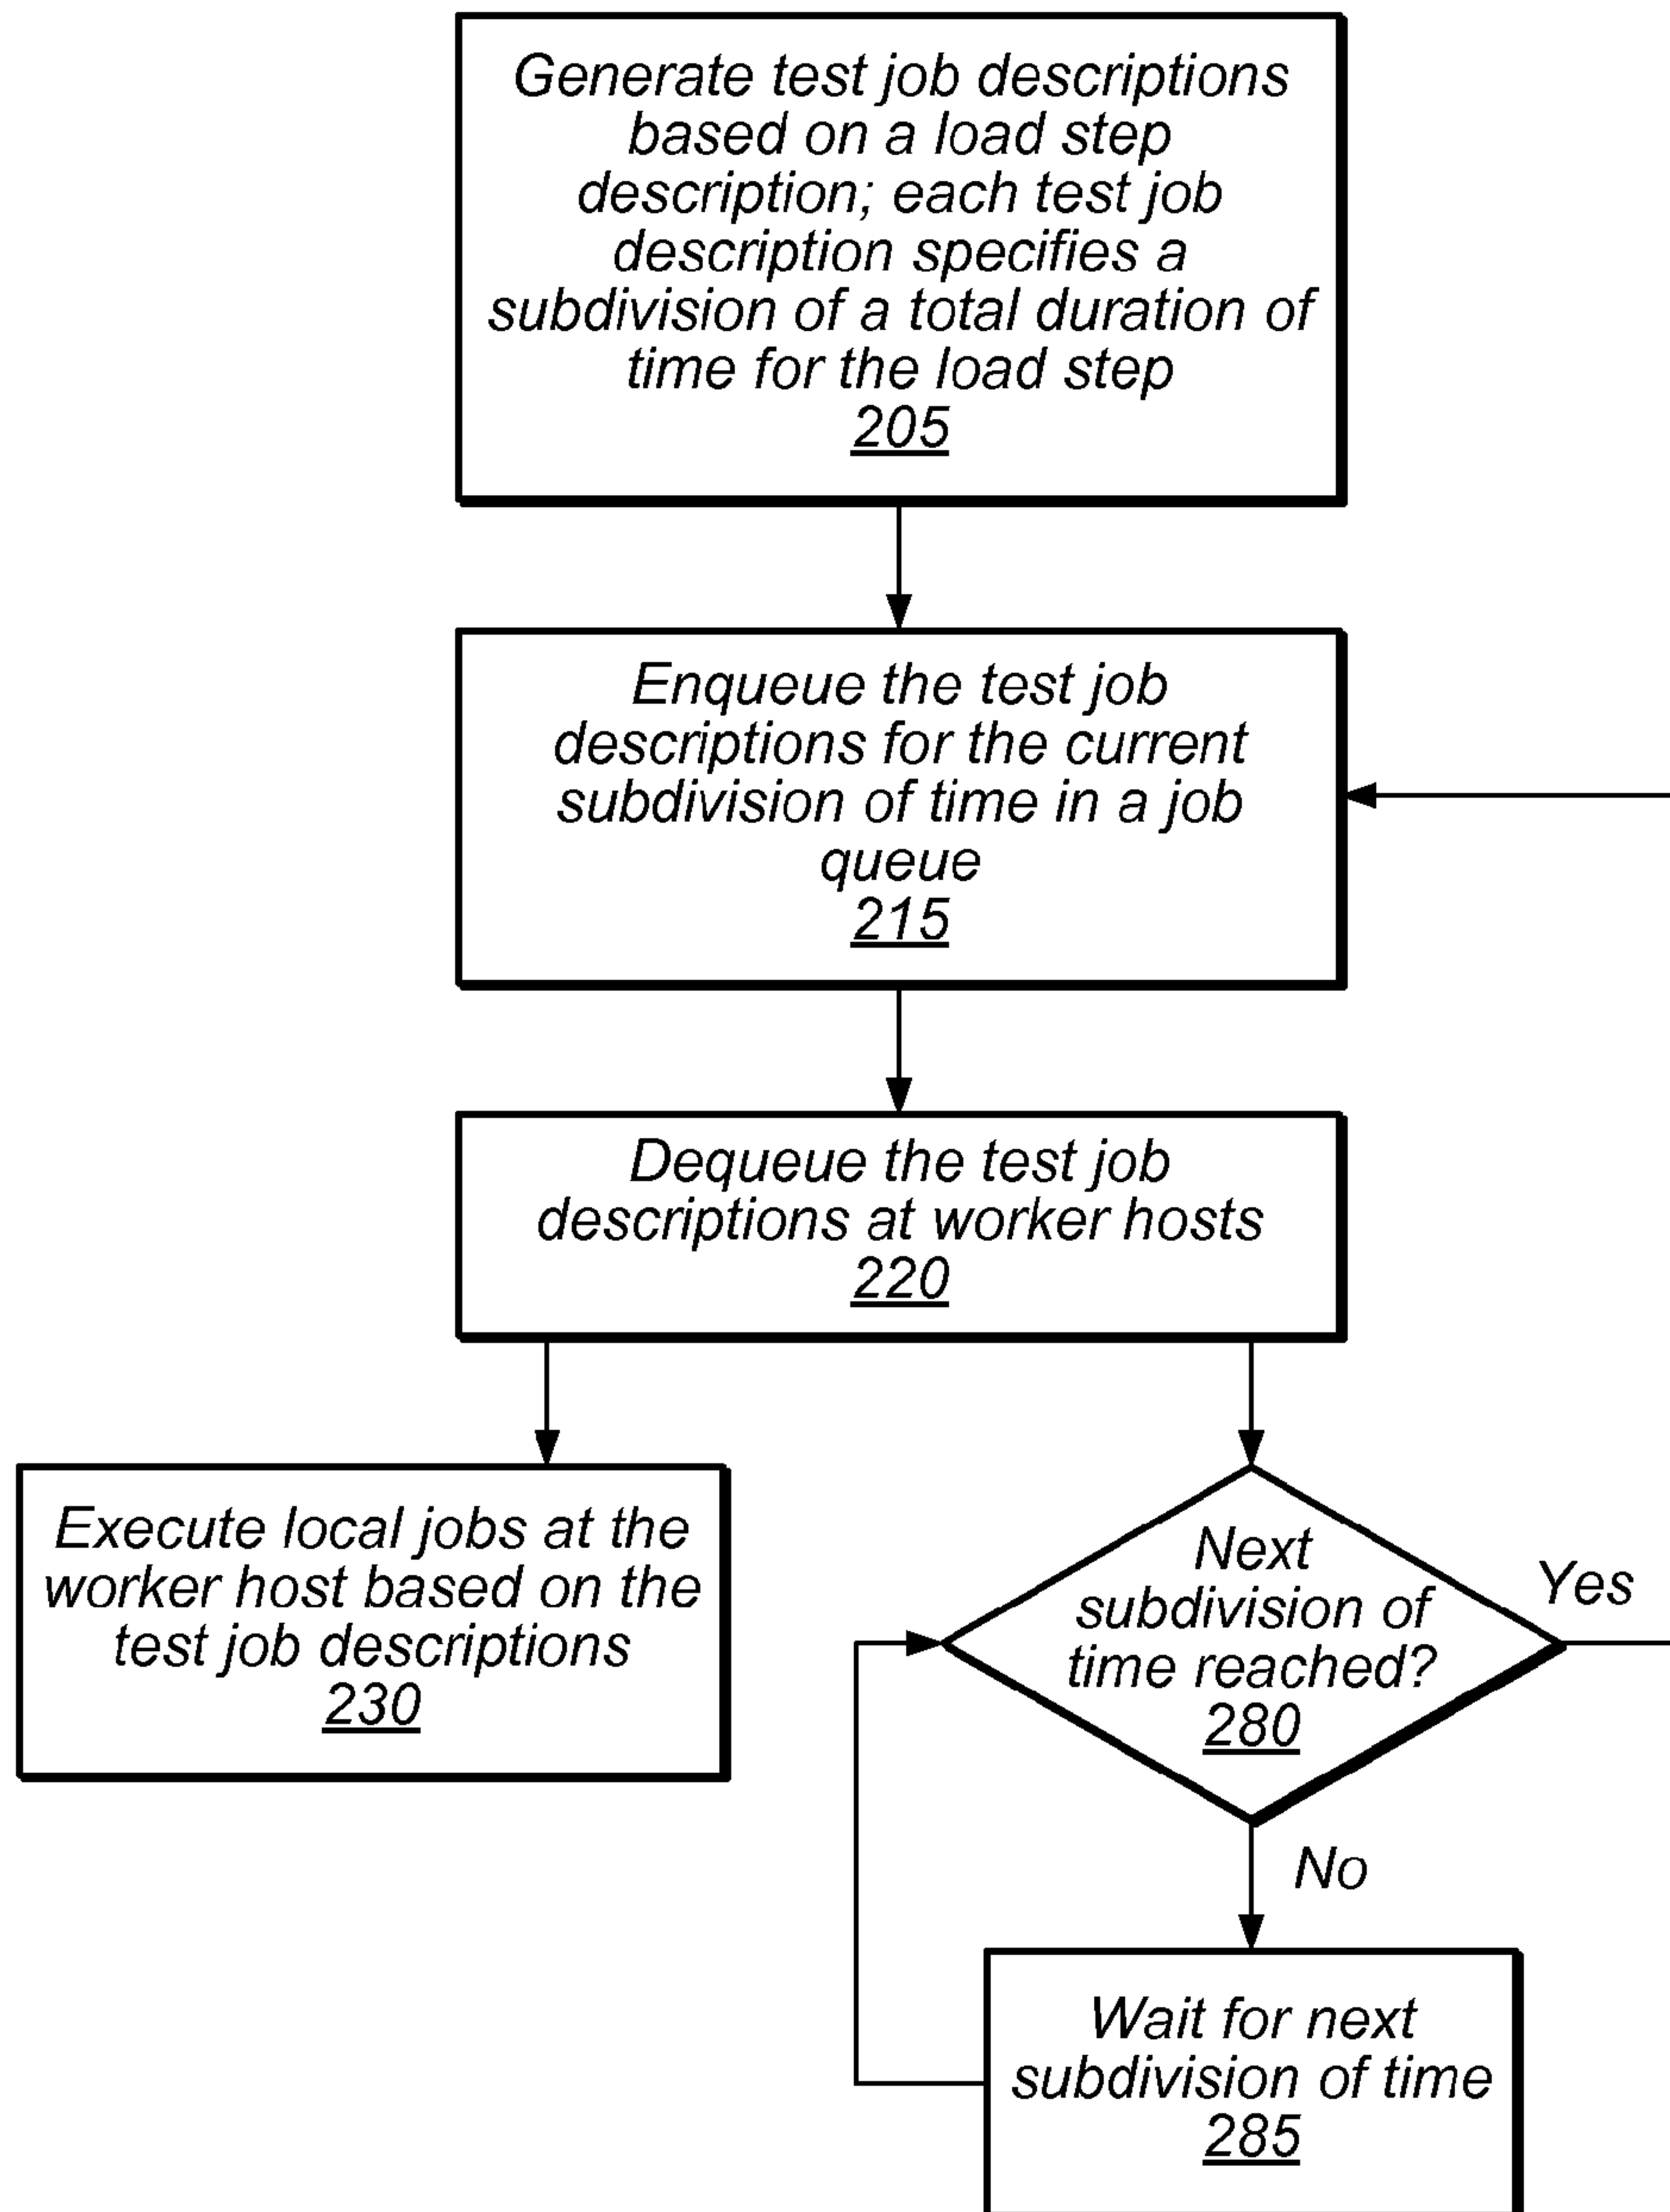 Generate test job descriptions
based on a load step
description; each test job
description specifies a
subdivision of a total duration of
time for the load step
205
Enqueue the test job
descriptions for the current
subdivision of time in a job
queue
215
Dequeue the test job
descriptions at worker hosts
220
Execute local jobs at the
worker host based on the
test job descriptions
230
Next
subdivision of
time reached?
280
Yes
No
Wait for next
subdivision of time
285